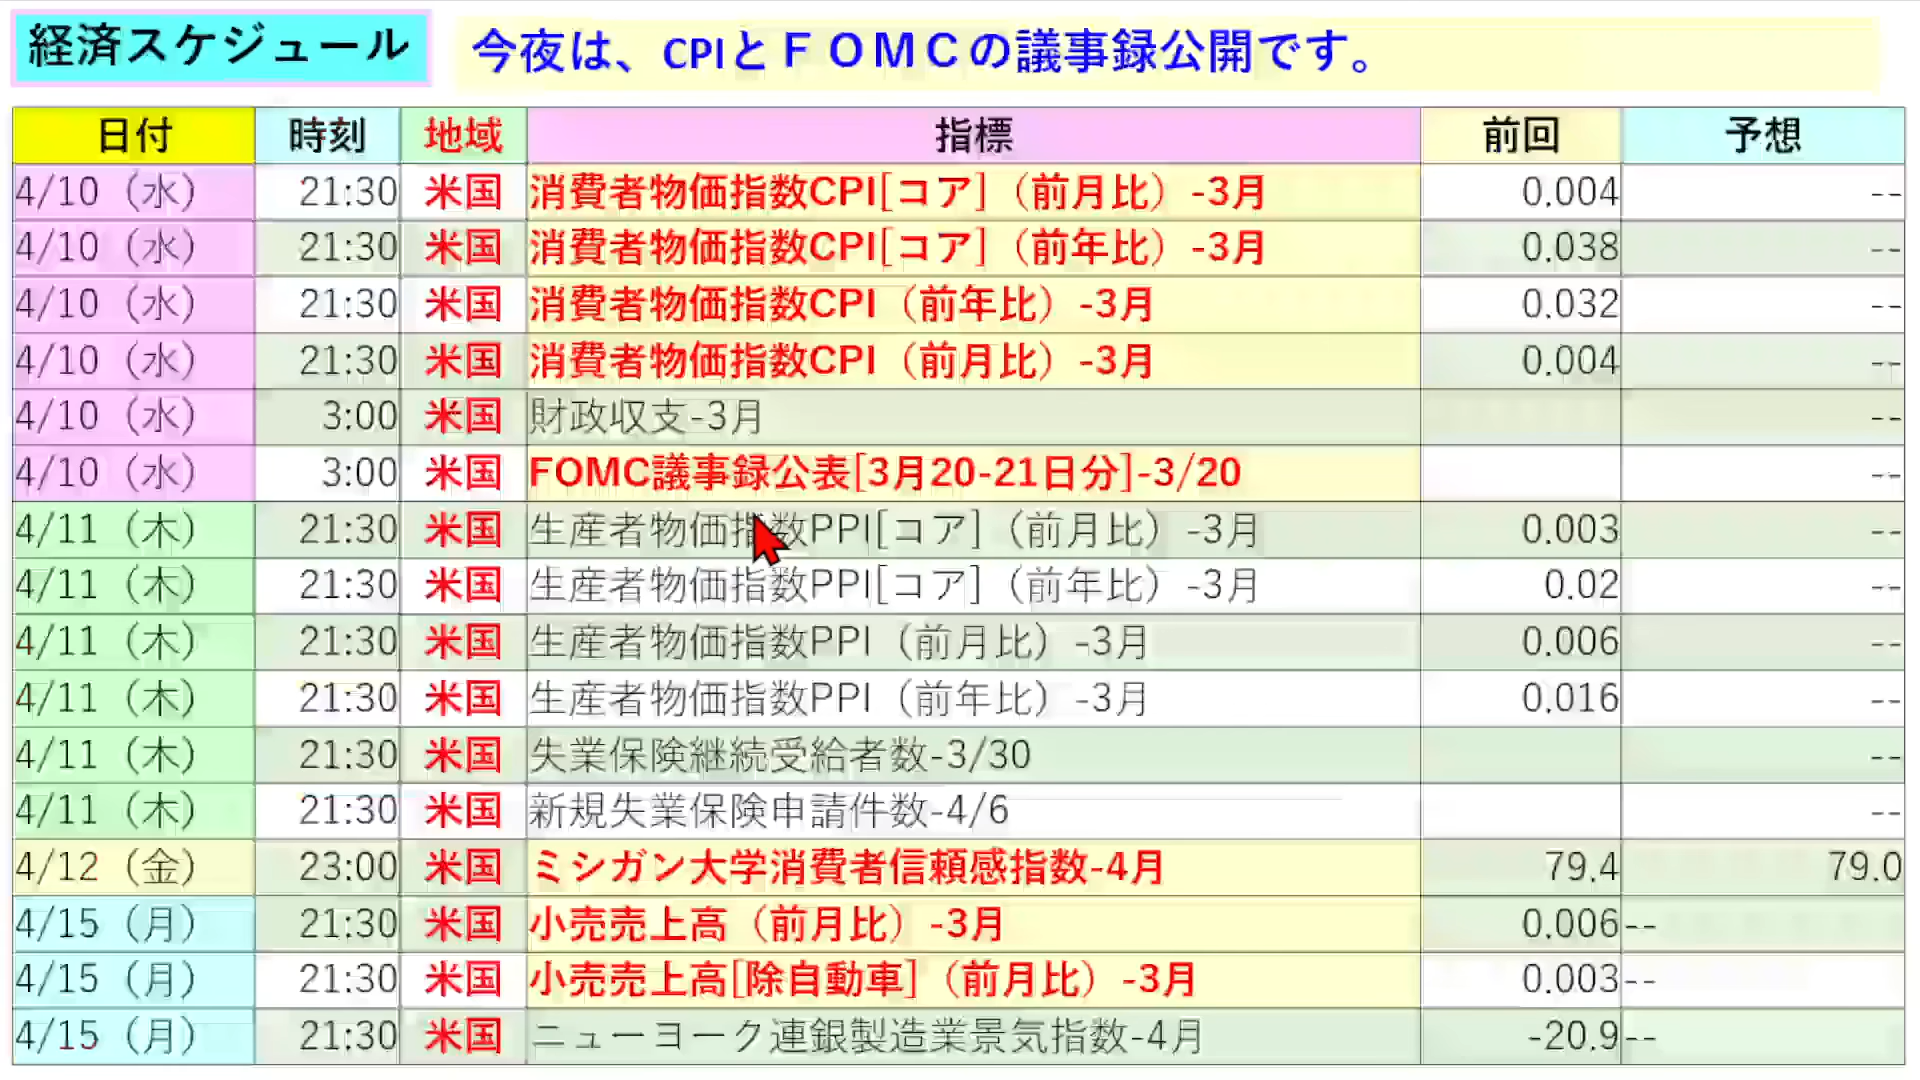 経済スケジュール
今夜は、CPIとＦＯＭＣの議事録公開です。
日付 時刻 地域 指標 前回 予想
4/10（水） 21:30 米国 消費者物価指数CPI[コア]（前月比）-3月 0.004 --
4/10（水） 21:30 米国 消費者物価指数CPI[コア]（前年比）-3月 0.038 --
4/10（水） 21:30 米国 消費者物価指数CPI（前年比）-3月 0.032 --
4/10（水） 21:30 米国 消費者物価指数CPI（前月比）-3月 0.004 --
4/10（水） 3:00 米国 財政収支-3月 --
4/10（水） 3:00 米国 FOMC議事録公表[3月20-21日分]-3/20 --
4/11（木） 21:30 米国 生産者物価指数PPI[コア]（前月比）-3月 0.003 --
4/11（木） 21:30 米国 生産者物価指数PPI[コア]（前年比）-3月 0.02 --
4/11（木） 21:30 米国 生産者物価指数PPI（前月比）-3月 0.006 --
4/11（木） 21:30 米国 生産者物価指数PPI（前年比）-3月 0.016 --
4/11（木） 21:30 米国 失業保険継続受給者数-3/30 --
4/11（木） 21:30 米国 新規失業保険申請件数-4/6 --
4/12（金） 23:00 米国 ミシガン大学消費者信頼感指数-4月 79.4 79.0
4/15（月） 21:30 米国 小売売上高（前月比）-3月 0.006 --
4/15（月） 21:30 米国 小売売上高[除自動車]（前月比）-3月 0.003 --
4/15（月） 21:30 米国 ニューヨーク連銀製造業景気指数-4月 -20.9 --